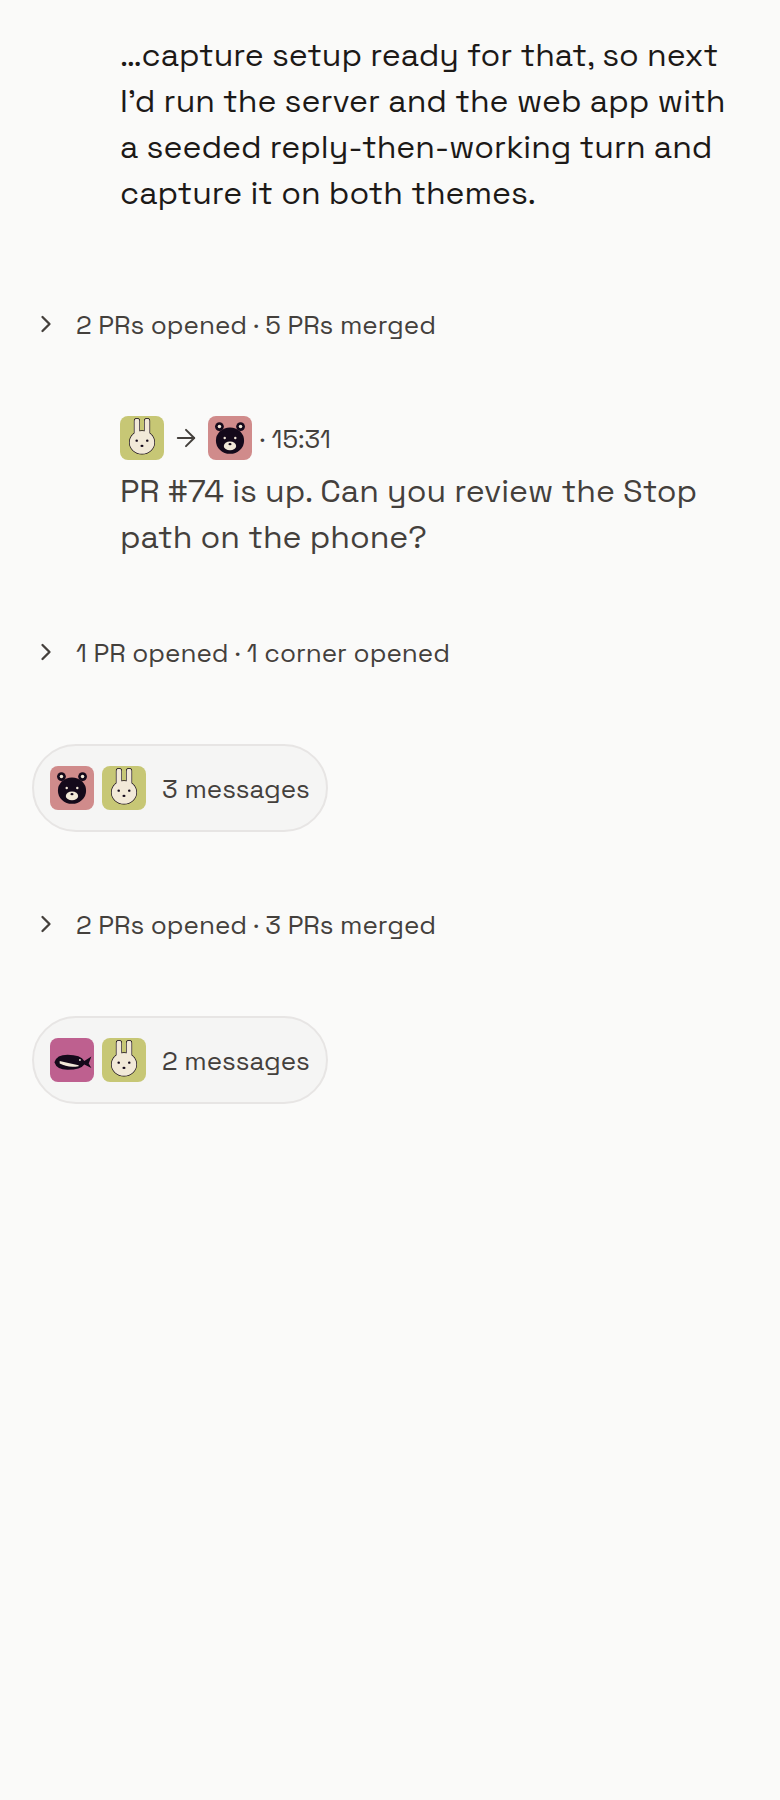 …capture setup ready for that, so next
I’d run the server and the web app with
a seeded reply-then-working turn and
capture it on both themes.
2 PRs opened · 5 PRs merged
→ · 15:31
PR #74 is up. Can you review the Stop
path on the phone?
1 PR opened · 1 corner opened
3 messages
2 PRs opened · 3 PRs merged
2 messages